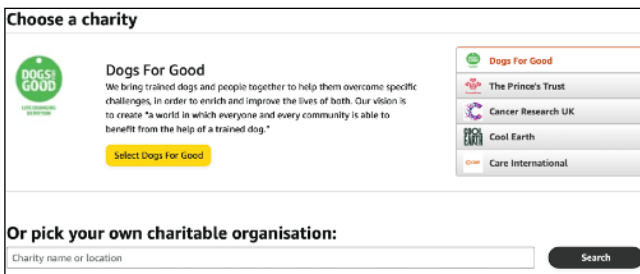 Choose a charity
DOGS FOR
GOOD
LIFE CHANGING
DEVOTION
Dogs For Good
We bring trained dogs and people together to help them overcome specific
challenges, in order to enrich and improve the lives of both. Our vision is
to create "a world in which everyone and every community is able to
benefit from the help of a trained dog."
Select Dogs For Good
Dogs For Good
The Prince's Trust
Cancer Research UK
COOL
EARTH
Cool Earth
Care International
Or pick your own charitable organisation:
Charity name or location
Search